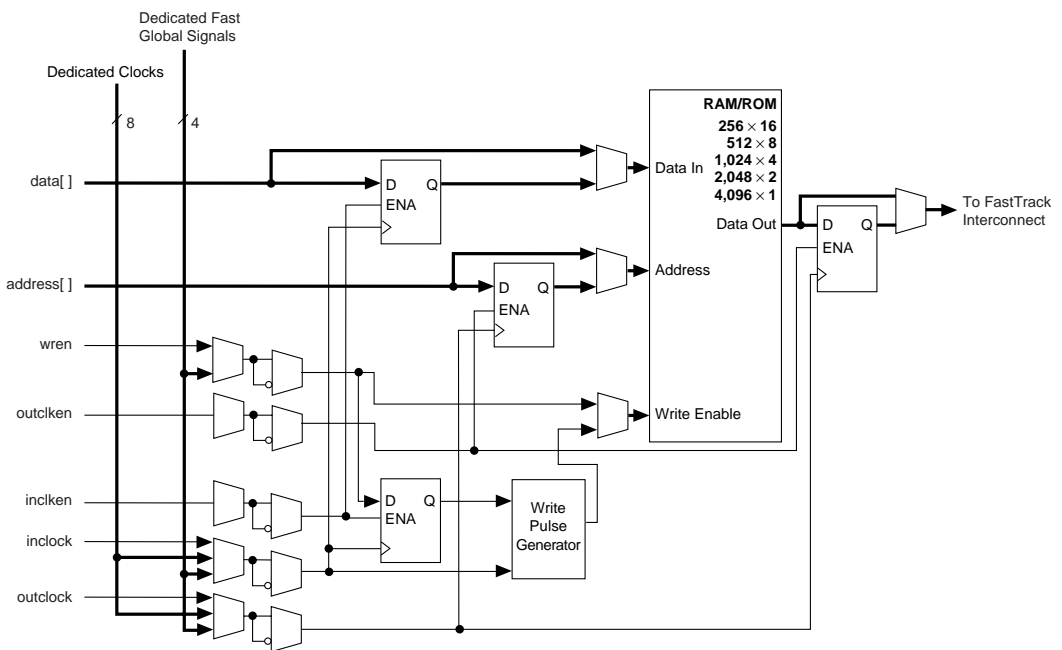 Dedicated Fast
Global Signals
Dedicated Clocks
8
4
RAM/ROM
256 × 16
512 × 8
1,024 × 4
2,048 × 2
4,096 × 1
data[ ]
D Q
ENA
Data In
Data Out
D Q
ENA
To FastTrack
Interconnect
address[ ]
D Q
ENA
Address
wren
outclken
Write Enable
inclken
D Q
ENA
Write
Pulse
Generator
inclock
outclock